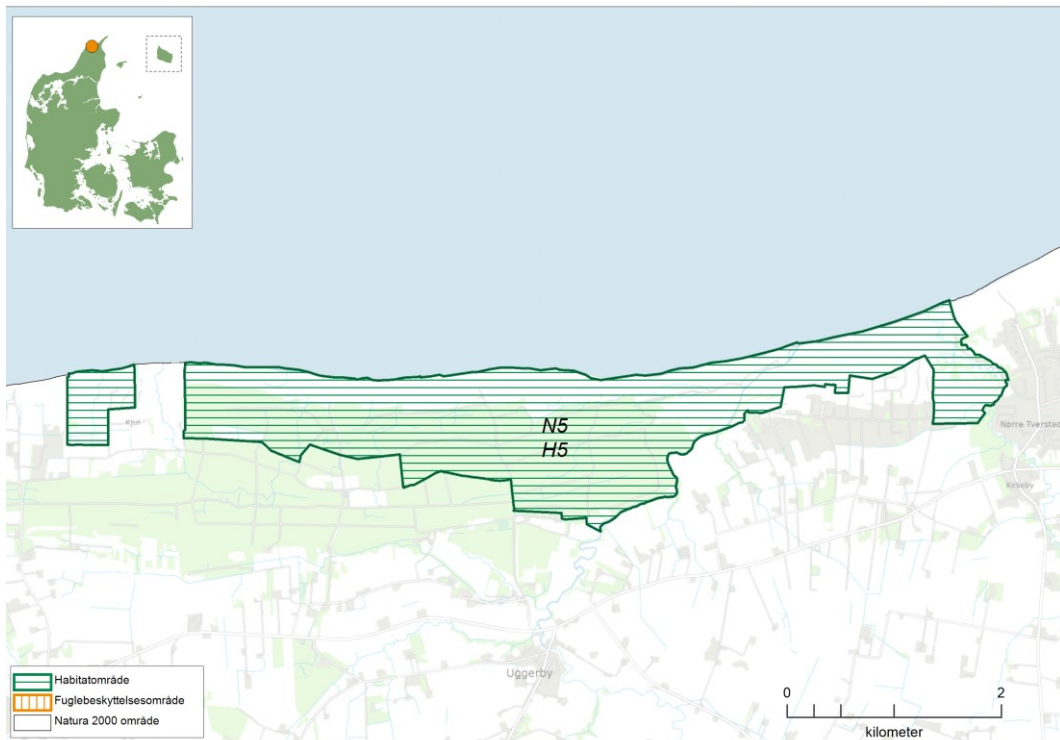 Kjul
N5
H5
Nørre Tversted
Kirkeby
Uggerby
Habitatområde
Fuglebeskyttelsesområde
Natura 2000 område
0 2
kilometer